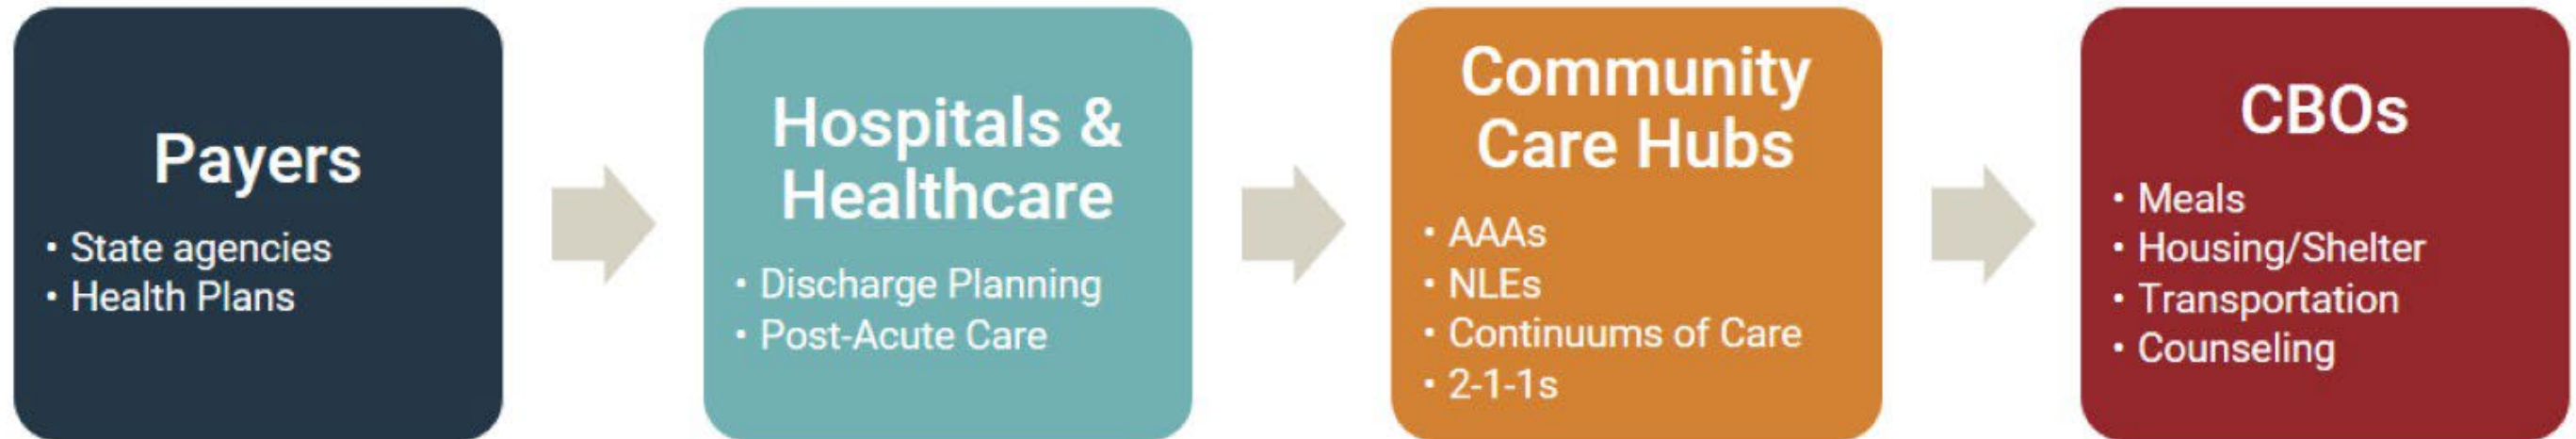 Payers
• State agencies
• Health Plans
Hospitals &
Healthcare
• Discharge Planning
• Post-Acute Care
Community
Care Hubs
• AAAs
• NLEs
• Continuums of Care
• 2-1-1s
CBOs
• Meals
• Housing/Shelter
• Transportation
• Counseling